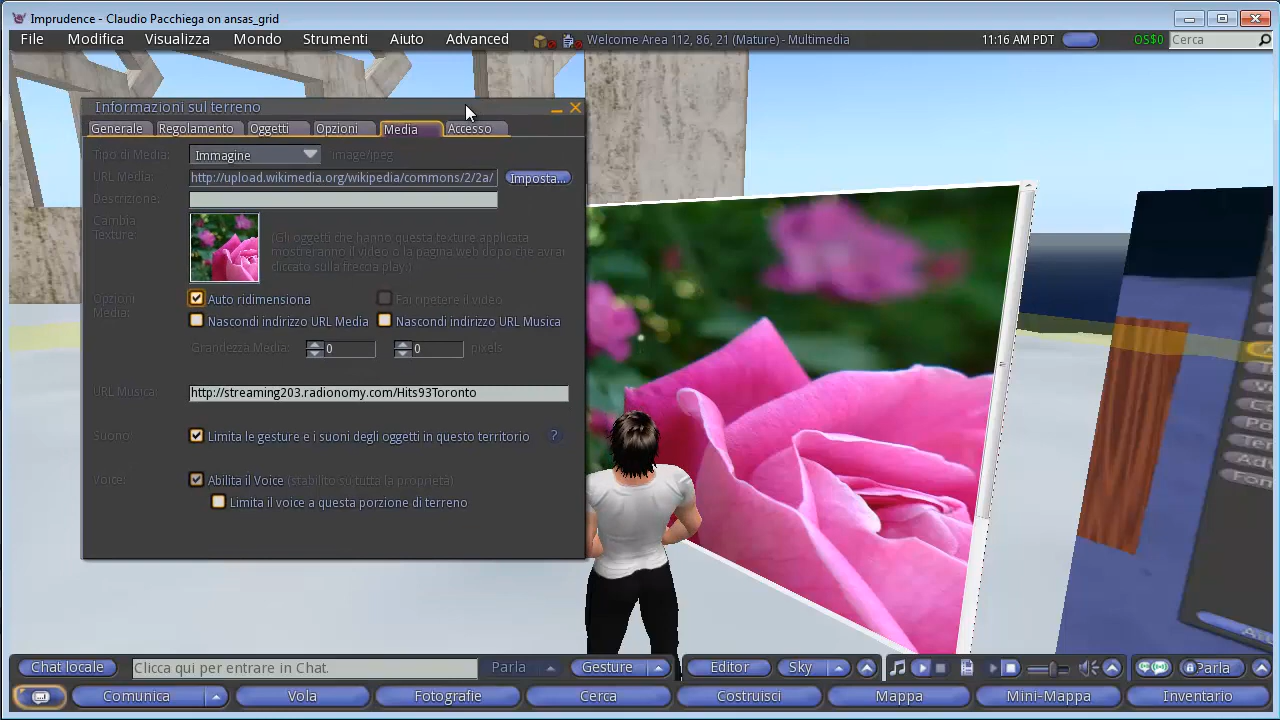 Imprudence - Claudio Pacchiega on ansas_grid
File Modifica Visualizza Mondo Strumenti Aiuto Advanced Welcome Area 112, 86, 21 (Mature) - Multimedia 11:16 AM PDT OS$0 Cerca
Informazioni sul terreno
Generale Regolamento Oggetti Opzioni Media Accesso
Tipo di Media: Immagine image/jpeg
URL Media: http://upload.wikimedia.org/wikipedia/commons/2/2a/ Imposta...
Descrizione:
Cambia
Texture:
(Gli oggetti che hanno questa texture applicata
mostreranno il video o la pagina web dopo che avrai
cliccato sulla freccia play.)
Opzioni
Media:
Auto ridimensiona Fai ripetere il video
Nascondi indirizzo URL Media Nascondi indirizzo URL Musica
Grandezza Media: 0 0 pixels
URL Musica: http://streaming203.radionomy.com/Hits93Toronto
Suono: Limita le gesture e i suoni degli oggetti in questo territorio ?
Voice: Abilita il Voice (stabilito su tutta la proprietà)
Limita il voice a questa porzione di terreno
Chat locale Clicca qui per entrare in Chat. Parla Gesture Editor Sky Parla
Comunica Vola Fotografie Cerca Costruisci Mappa Mini-Mappa Inventario